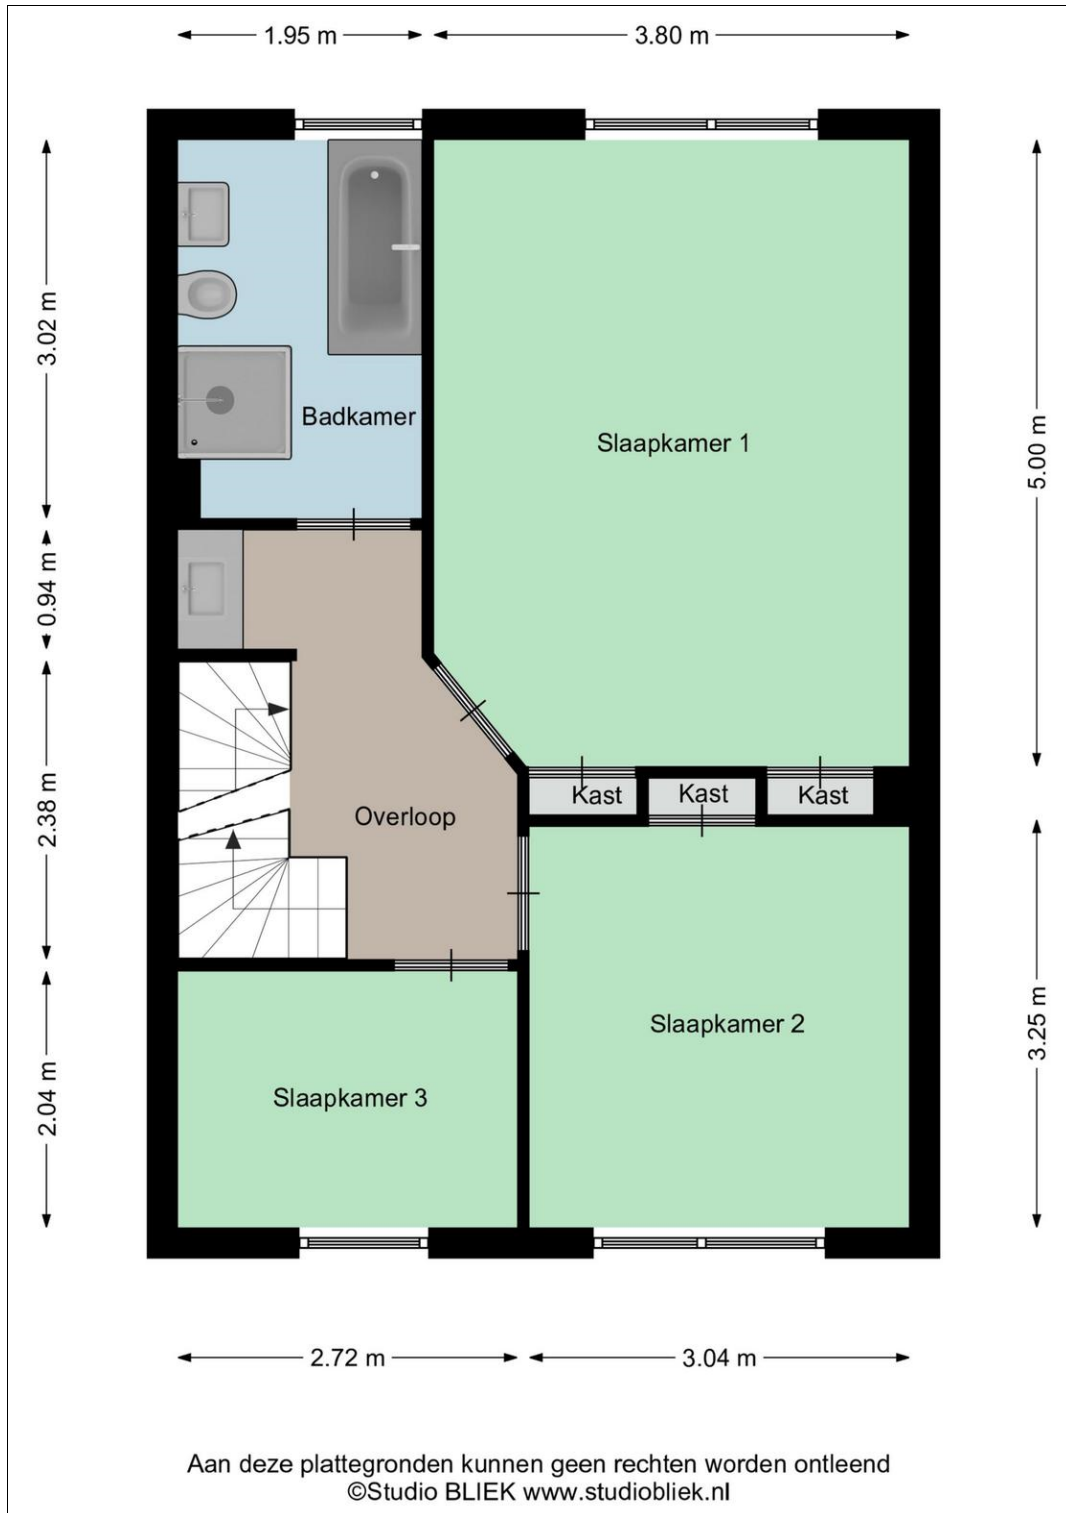 1.95 m
3.80 m
3.02 m
Badkamer
Slaapkamer 1
5.00 m
0.94 m
2.38 m
Overloop
Kast
Kast
Kast
Slaapkamer 2
3.25 m
2.04 m
Slaapkamer 3
2.72 m
3.04 m
Aan deze plattegronden kunnen geen rechten worden ontleend
©Studio BLIEK www.studiobliek.nl